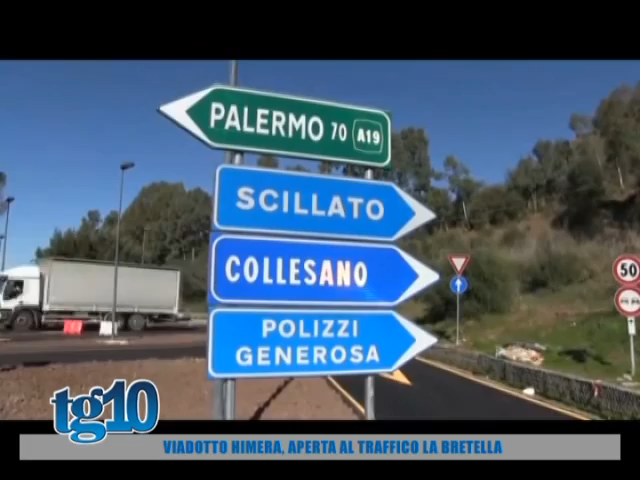 PALERMO 70 A19
SCILLATO
COLLESANO
POLIZZI
GENEROSA
50
tg10
VIADOTTO HIMERA, APERTA AL TRAFFICO LA BRETELLA